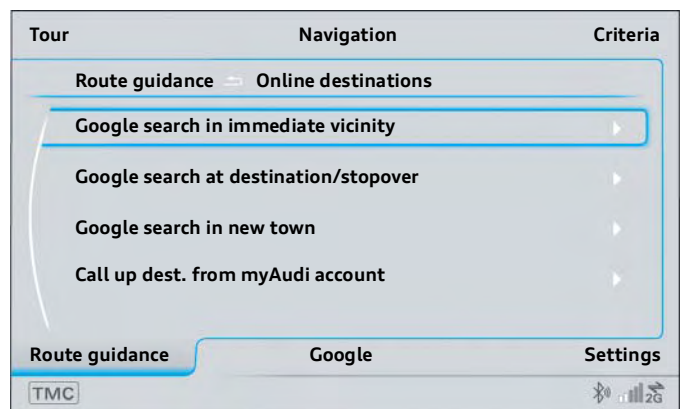 Tour Navigation Criteria
Route guidance Online destinations
Google search in immediate vicinity
Google search at destination/stopover
Google search in new town
Call up dest. from myAudi account
Route guidance Google Settings
TMC 2G